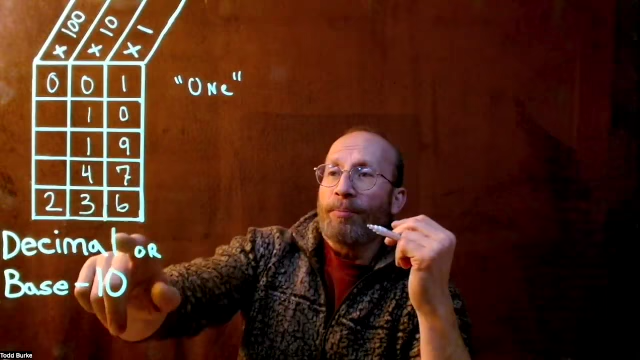 × 100 × 10 × 1
0 0 1 "ONe"
1 0
1 9
4 7
2 3 6
Decimal OR
Base-10
Todd Burke